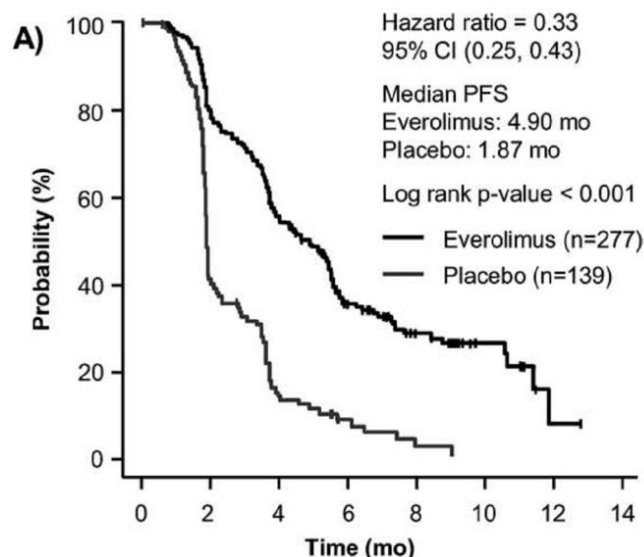 A)
Hazard ratio = 0.33
95% CI (0.25, 0.43)
Median PFS
Everolimus: 4.90 mo
Placebo: 1.87 mo
Log rank p-value < 0.001
Everolimus (n=277)
Placebo (n=139)
Probability (%)
100
80
60
40
20
0
0 2 4 6 8 10 12 14
Time (mo)